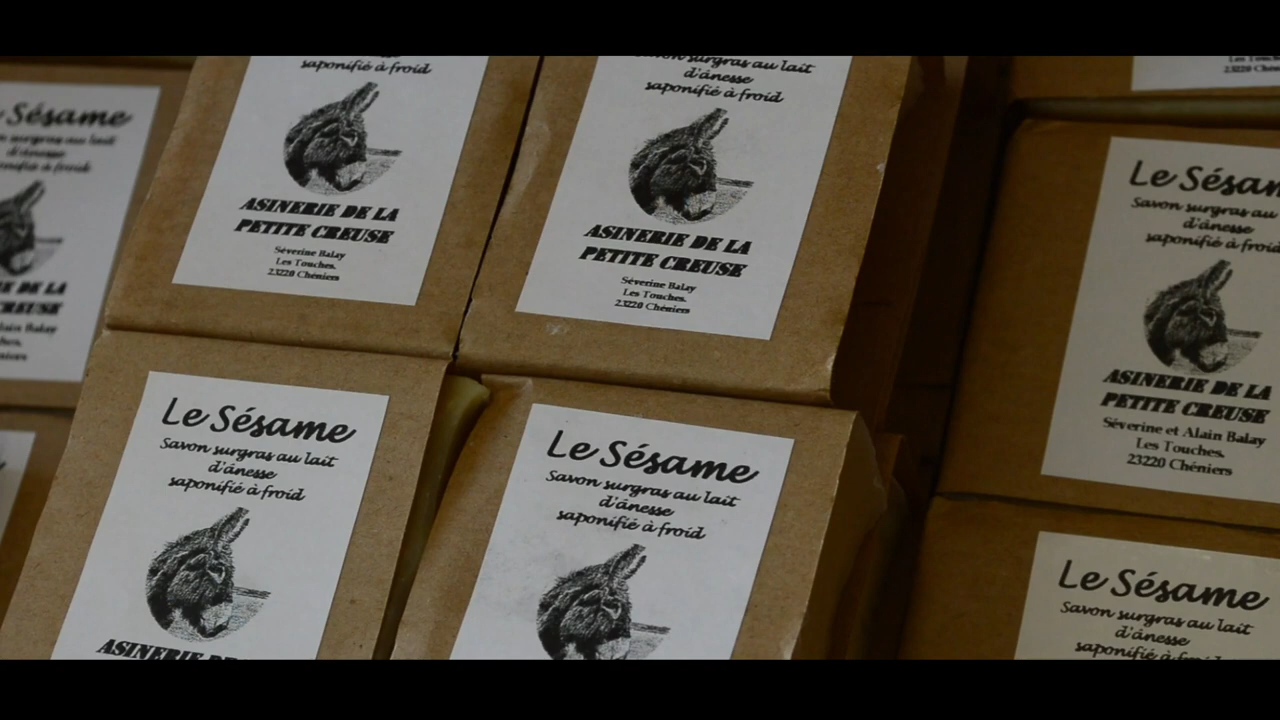 Sésame
saponifié à froid
ASINERIE DE LA
PETITE CREUSE
Séverine Balay
Les Touches.
23220 Chéniers
surgras au lait
d'ânesse
saponifié à froid
ASINERIE DE LA
PETITE CREUSE
Séverine Balay
Les Touches.
23220 Chéniers
23220 Chéniers
Le Sésame
Savon surgras au
d'ânesse
saponifié à froid
ASINERIE DE LA
PETITE CREUSE
Séverine et Alain Balay
Les Touches.
23220 Chéniers
Le Sésame
Savon surgras au lait
d'ânesse
saponifié à froid
ASINERIE DE
Le Sésame
Savon surgras au lait
d'ânesse
saponifié à froid
Le Sésame
Savon surgras au lait
d'ânesse
saponifié à froid